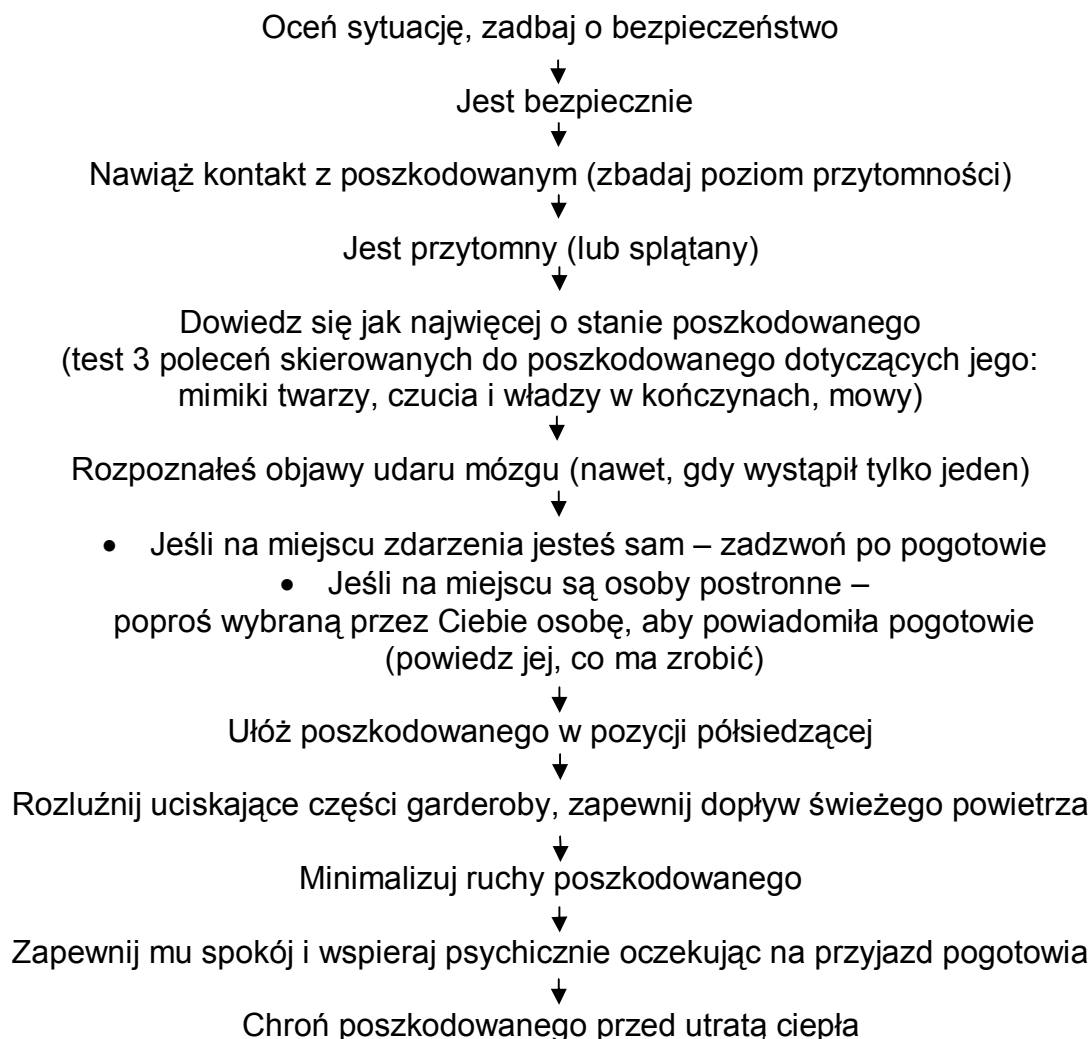 Oceń sytuację, zadbaj o bezpieczeństwo
Jest bezpiecznie
Nawiąż kontakt z poszkodowanym (zbadaj poziom przytomności)
Jest przytomny (lub splątany)
Dowiedz się jak najwięcej o stanie poszkodowanego
(test 3 poleceń skierowanych do poszkodowanego dotyczących jego:
mimiki twarzy, czucia i władzy w kończynach, mowy)
Rozpoznałeś objawy udaru mózgu (nawet, gdy wystąpił tylko jeden)
• Jeśli na miejscu zdarzenia jesteś sam – zadzwoń po pogotowie
• Jeśli na miejscu są osoby postronne –
poproś wybraną przez Ciebie osobę, aby powiadomiła pogotowie
(powiedz jej, co ma zrobić)
Ułóż poszkodowanego w pozycji półsiedzącej
Rozluźnij uciskające części garderoby, zapewnij dopływ świeżego powietrza
Minimalizuj ruchy poszkodowanego
Zapewnij mu spokój i wspieraj psychicznie oczekując na przyjazd pogotowia
Chroń poszkodowanego przed utratą ciepła